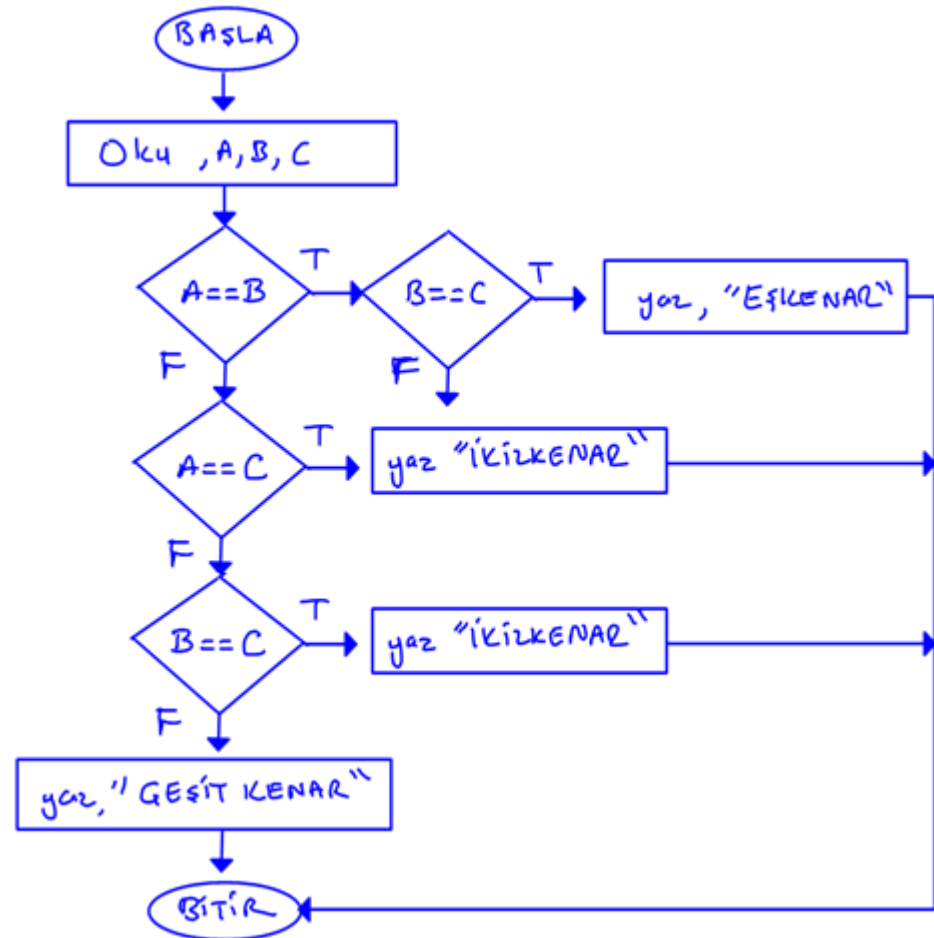 BAŞLA
Oku , A, B, C
A==B
T
B==C
T
yaz, "EŞKENAR"
F
F
A==C
T
yaz "İKİZKENAR"
F
B==C
T
yaz "İKİZKENAR"
F
yaz, "ÇEŞİT KENAR"
BİTİR